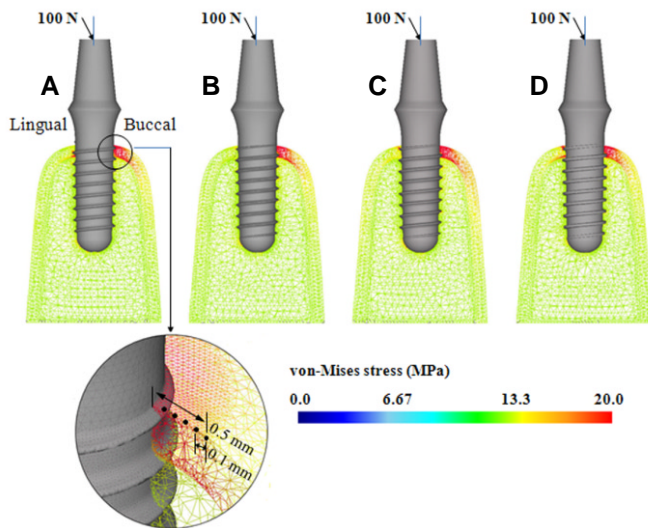 100 N 100 N 100 N 100 N
A B C D
Lingual Buccal
von-Mises stress (MPa)
0.0 6.67 13.3 20.0
0.5 mm
0.1 mm